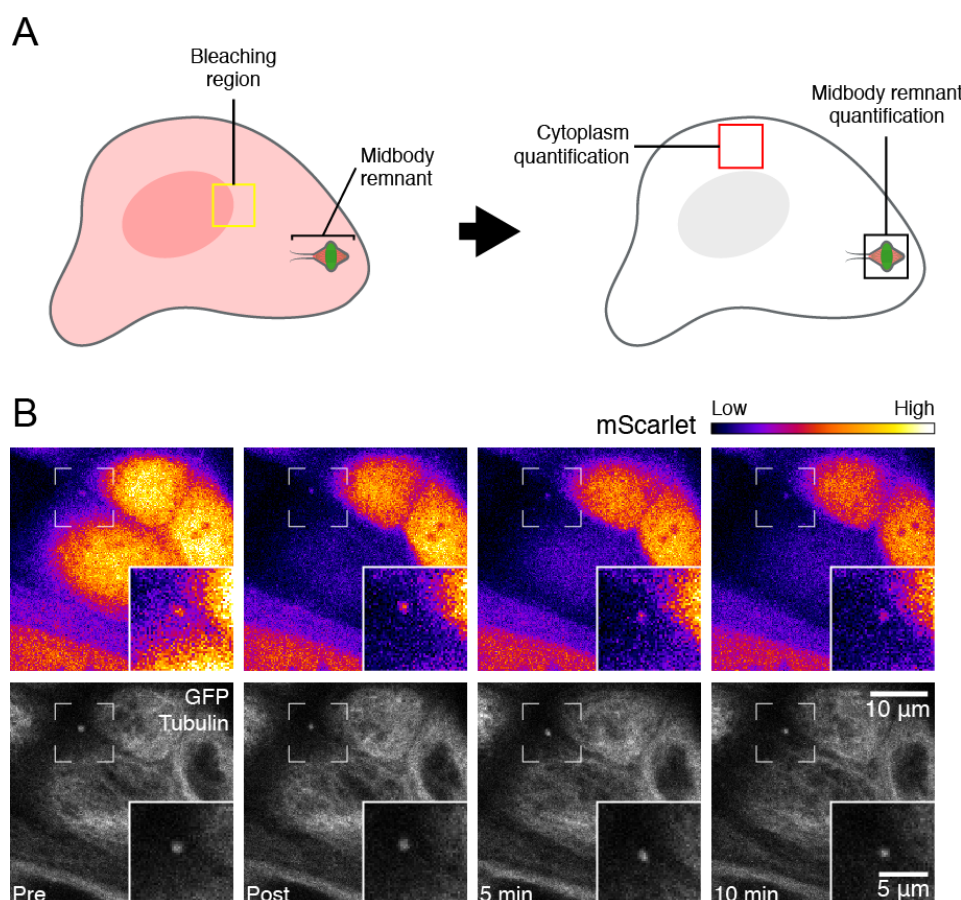 A
Bleaching
region
Midbody
remnant
Cytoplasm
quantification
Midbody remnant
quantification
B
mScarlet
Low
High
GFP
Tubulin
10 µm
Pre
Post
5 min
10 min
5 µm